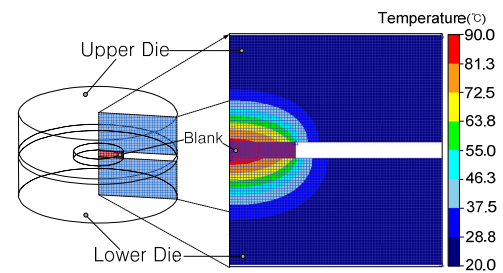 Temperature(℃)
Upper Die
Blank
Lower Die
90.0
81.3
72.5
63.8
55.0
46.3
37.5
28.8
20.0